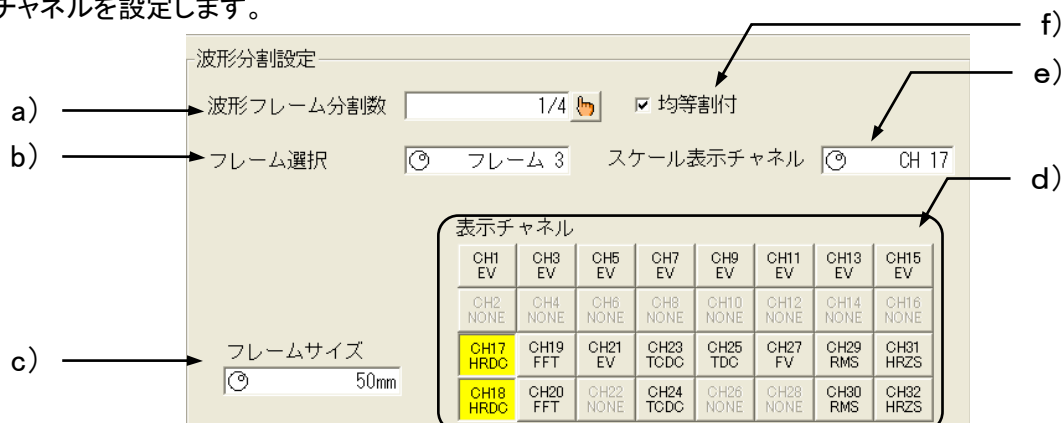 チャネルを設定します。
f)
波形分割設定
e)
a) 波形フレーム分割数 1/4 均等割付
b) フレーム選択 フレーム 3 スケール表示チャネル CH 17
d)
表示チャネル
CH1 CH3 CH5 CH7 CH9 CH11 CH13 CH15
EV EV EV EV EV EV EV EV
CH2 CH4 CH6 CH8 CH10 CH12 CH14 CH16
NONE NONE NONE NONE NONE NONE NONE NONE
c) フレームサイズ
50mm
CH17 CH19 CH21 CH23 CH25 CH27 CH29 CH31
HRDC FFT EV TCDC TDC FV RMS HRZS
CH18 CH20 CH22 CH24 CH26 CH28 CH30 CH32
HRDC FFT NONE TCDC NONE NONE RMS HRZS